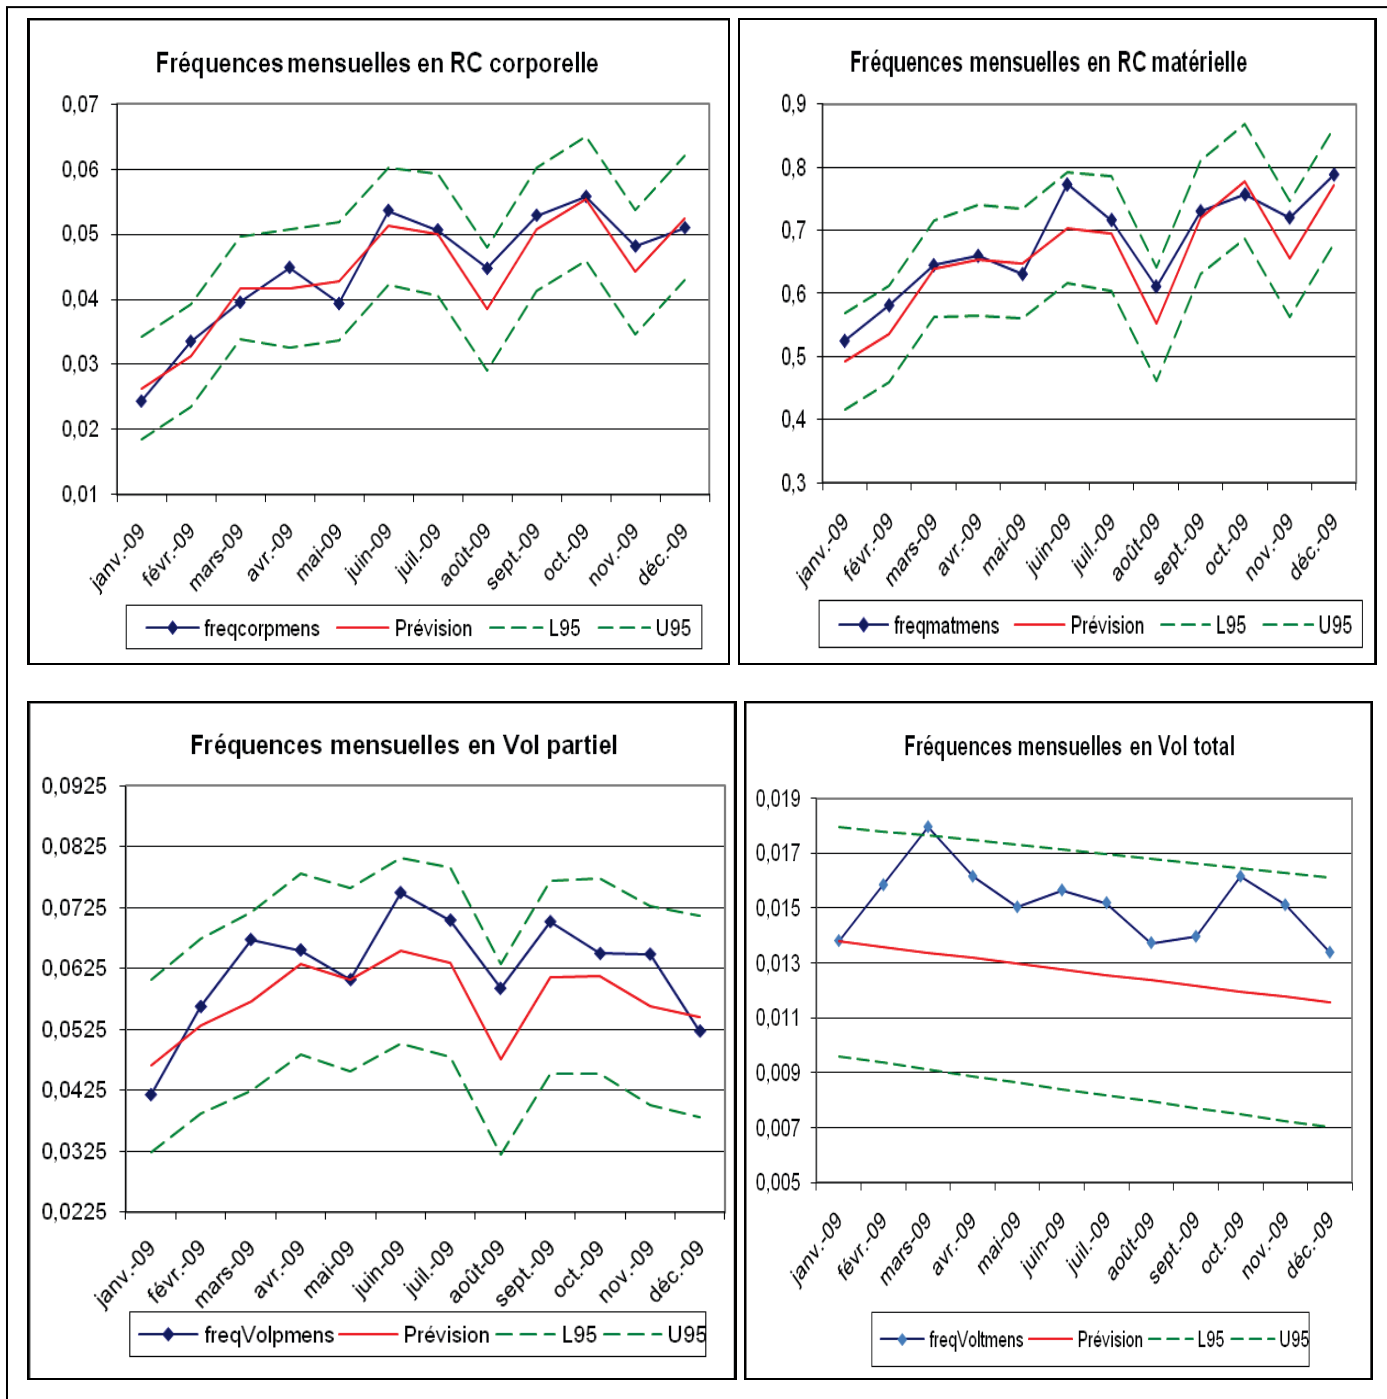 Fréquences mensuelles en RC corporelle
0,07
0,06
0,05
0,04
0,03
0,02
0,01
janv.-09
févr.-09
mars-09
avr.-09
mai-09
juin-09
juil.-09
août-09
sept.-09
oct.-09
nov.-09
déc.-09
freqcorpmens
Prévision
L95
U95
Fréquences mensuelles en RC matérielle
0,9
0,8
0,7
0,6
0,5
0,4
0,3
janv.-09
févr.-09
mars-09
avr.-09
mai-09
juin-09
juil.-09
août-09
sept.-09
oct.-09
nov.-09
déc.-09
freqmatmens
Prévision
L95
U95
Fréquences mensuelles en Vol partiel
0,0925
0,0825
0,0725
0,0625
0,0525
0,0425
0,0325
0,0225
janv.-09
févr.-09
mars-09
avr.-09
mai-09
juin-09
juil.-09
août-09
sept.-09
oct.-09
nov.-09
déc.-09
freqVolpmens
Prévision
L95
U95
Fréquences mensuelles en Vol total
0,019
0,017
0,015
0,013
0,011
0,009
0,007
0,005
janv.-09
févr.-09
mars-09
avr.-09
mai-09
juin-09
juil.-09
août-09
sept.-09
oct.-09
nov.-09
déc.-09
freqVoltmens
Prévision
L95
U95